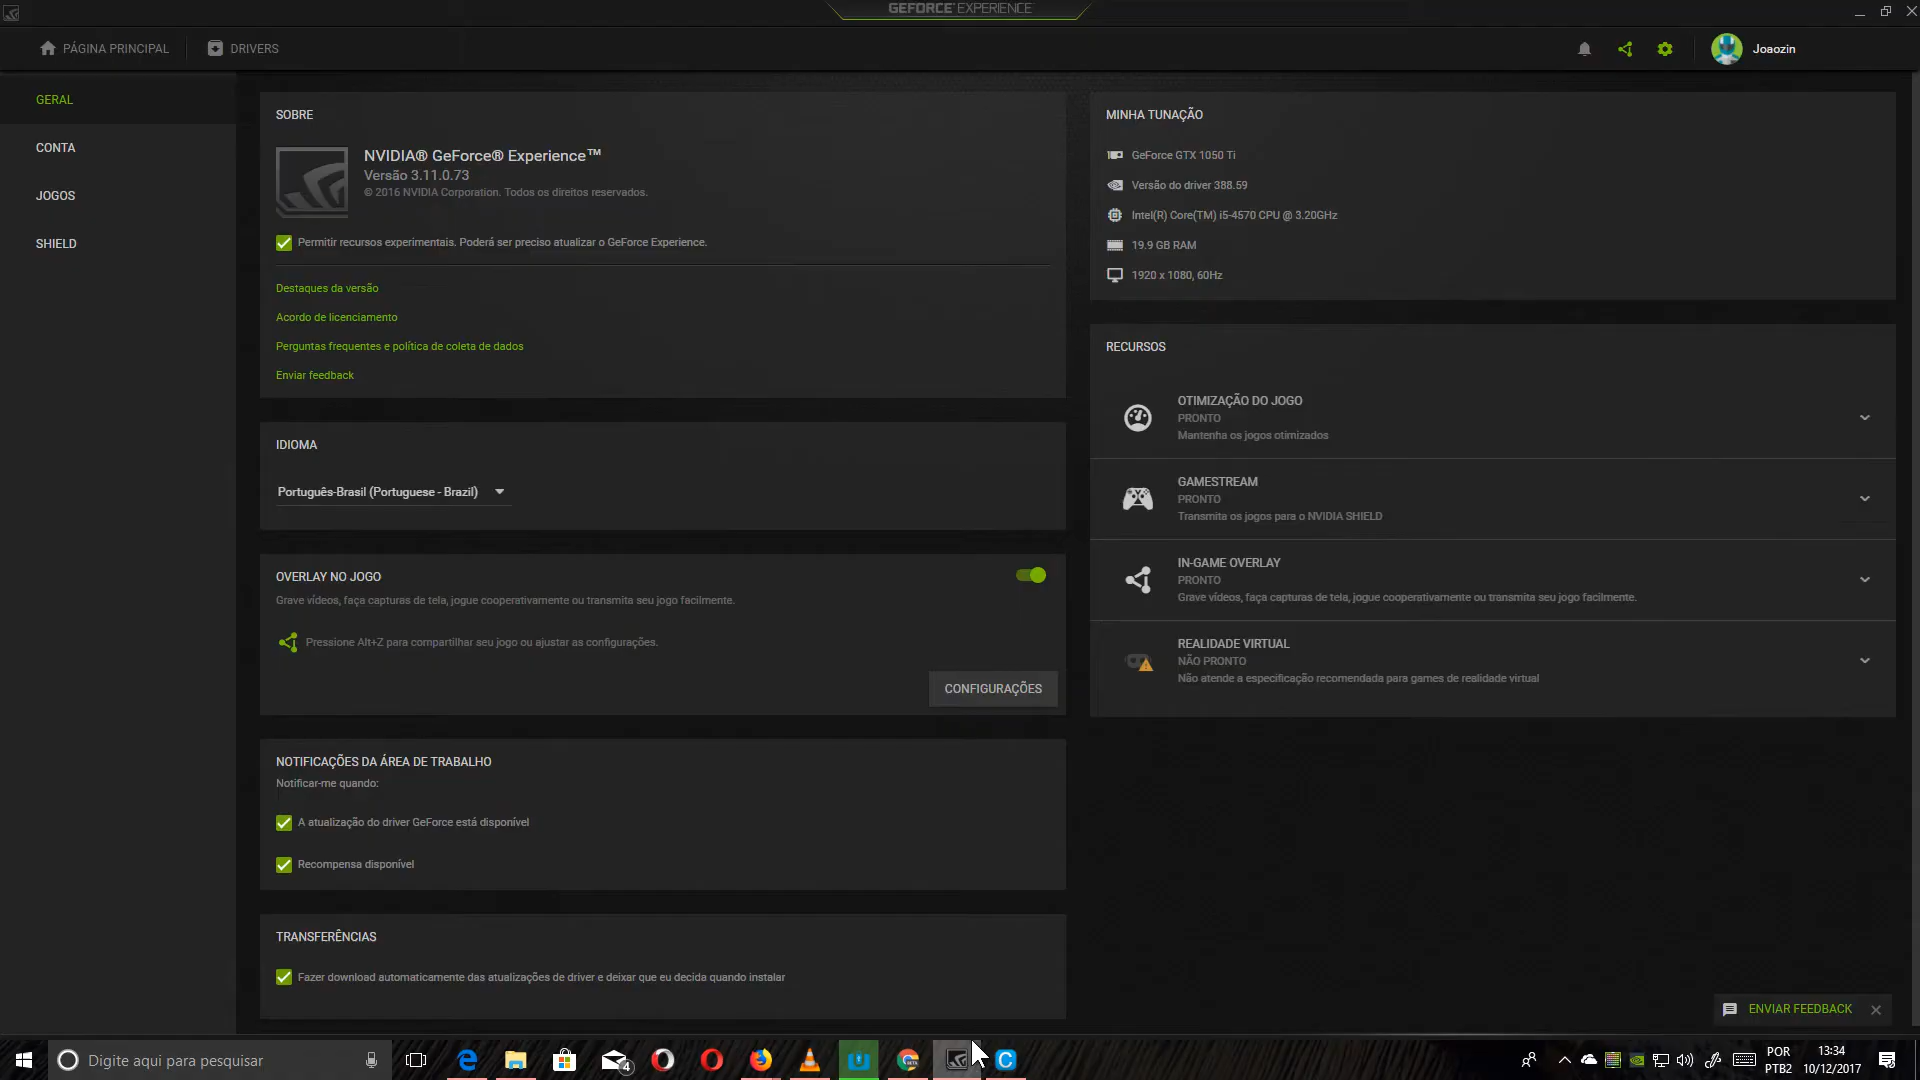 GEFORCE® EXPERIENCE
PÁGINA PRINCIPAL
DRIVERS
Joaozin
GERAL
CONTA
JOGOS
SHIELD
SOBRE
NVIDIA® GeForce® Experience™
Versão 3.11.0.73
© 2016 NVIDIA Corporation. Todos os direitos reservados.
Permitir recursos experimentais. Poderá ser preciso atualizar o GeForce Experience.
Destaques da versão
Acordo de licenciamento
Perguntas frequentes e política de coleta de dados
Enviar feedback
IDIOMA
Português-Brasil (Portuguese - Brazil)
OVERLAY NO JOGO
Grave vídeos, faça capturas de tela, jogue cooperativamente ou transmita seu jogo facilmente.
Pressione Alt+Z para compartilhar seu jogo ou ajustar as configurações.
CONFIGURAÇÕES
NOTIFICAÇÕES DA ÁREA DE TRABALHO
Notificar-me quando:
A atualização do driver GeForce está disponível
Recompensa disponível
TRANSFERÊNCIAS
Fazer download automaticamente das atualizações de driver e deixar que eu decida quando instalar
MINHA TUNAÇÃO
GeForce GTX 1050 Ti
Versão do driver 388.59
Intel(R) Core(TM) i5-4570 CPU @ 3.20GHz
19.9 GB RAM
1920 x 1080, 60Hz
RECURSOS
OTIMIZAÇÃO DO JOGO
PRONTO
Mantenha os jogos otimizados
GAMESTREAM
PRONTO
Transmita os jogos para o NVIDIA SHIELD
IN-GAME OVERLAY
PRONTO
Grave vídeos, faça capturas de tela, jogue cooperativamente ou transmita seu jogo facilmente.
REALIDADE VIRTUAL
NÃO PRONTO
Não atende a especificação recomendada para games de realidade virtual
ENVIAR FEEDBACK
Digite aqui para pesquisar
4
C
POR
PTB2
13:34
10/12/2017